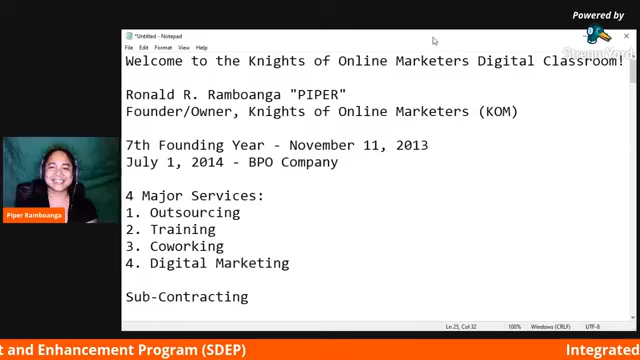 Powered by
StreamYard
*Untitled - Notepad
File Edit Format View Help
Welcome to the Knights of Online Marketers Digital Classroom!
Ronald R. Ramboanga "PIPER"
Founder/Owner, Knights of Online Marketers (KOM)
7th Founding Year - November 11, 2013
July 1, 2014 - BPO Company
4 Major Services:
1. Outsourcing
2. Training
3. Coworking
4. Digital Marketing
Sub-Contracting
Piper Ramboanga
Ln 25, Col 32 100% Windows (CRLF) UTF-8
t and Enhancement Program (SDEP) Integrated